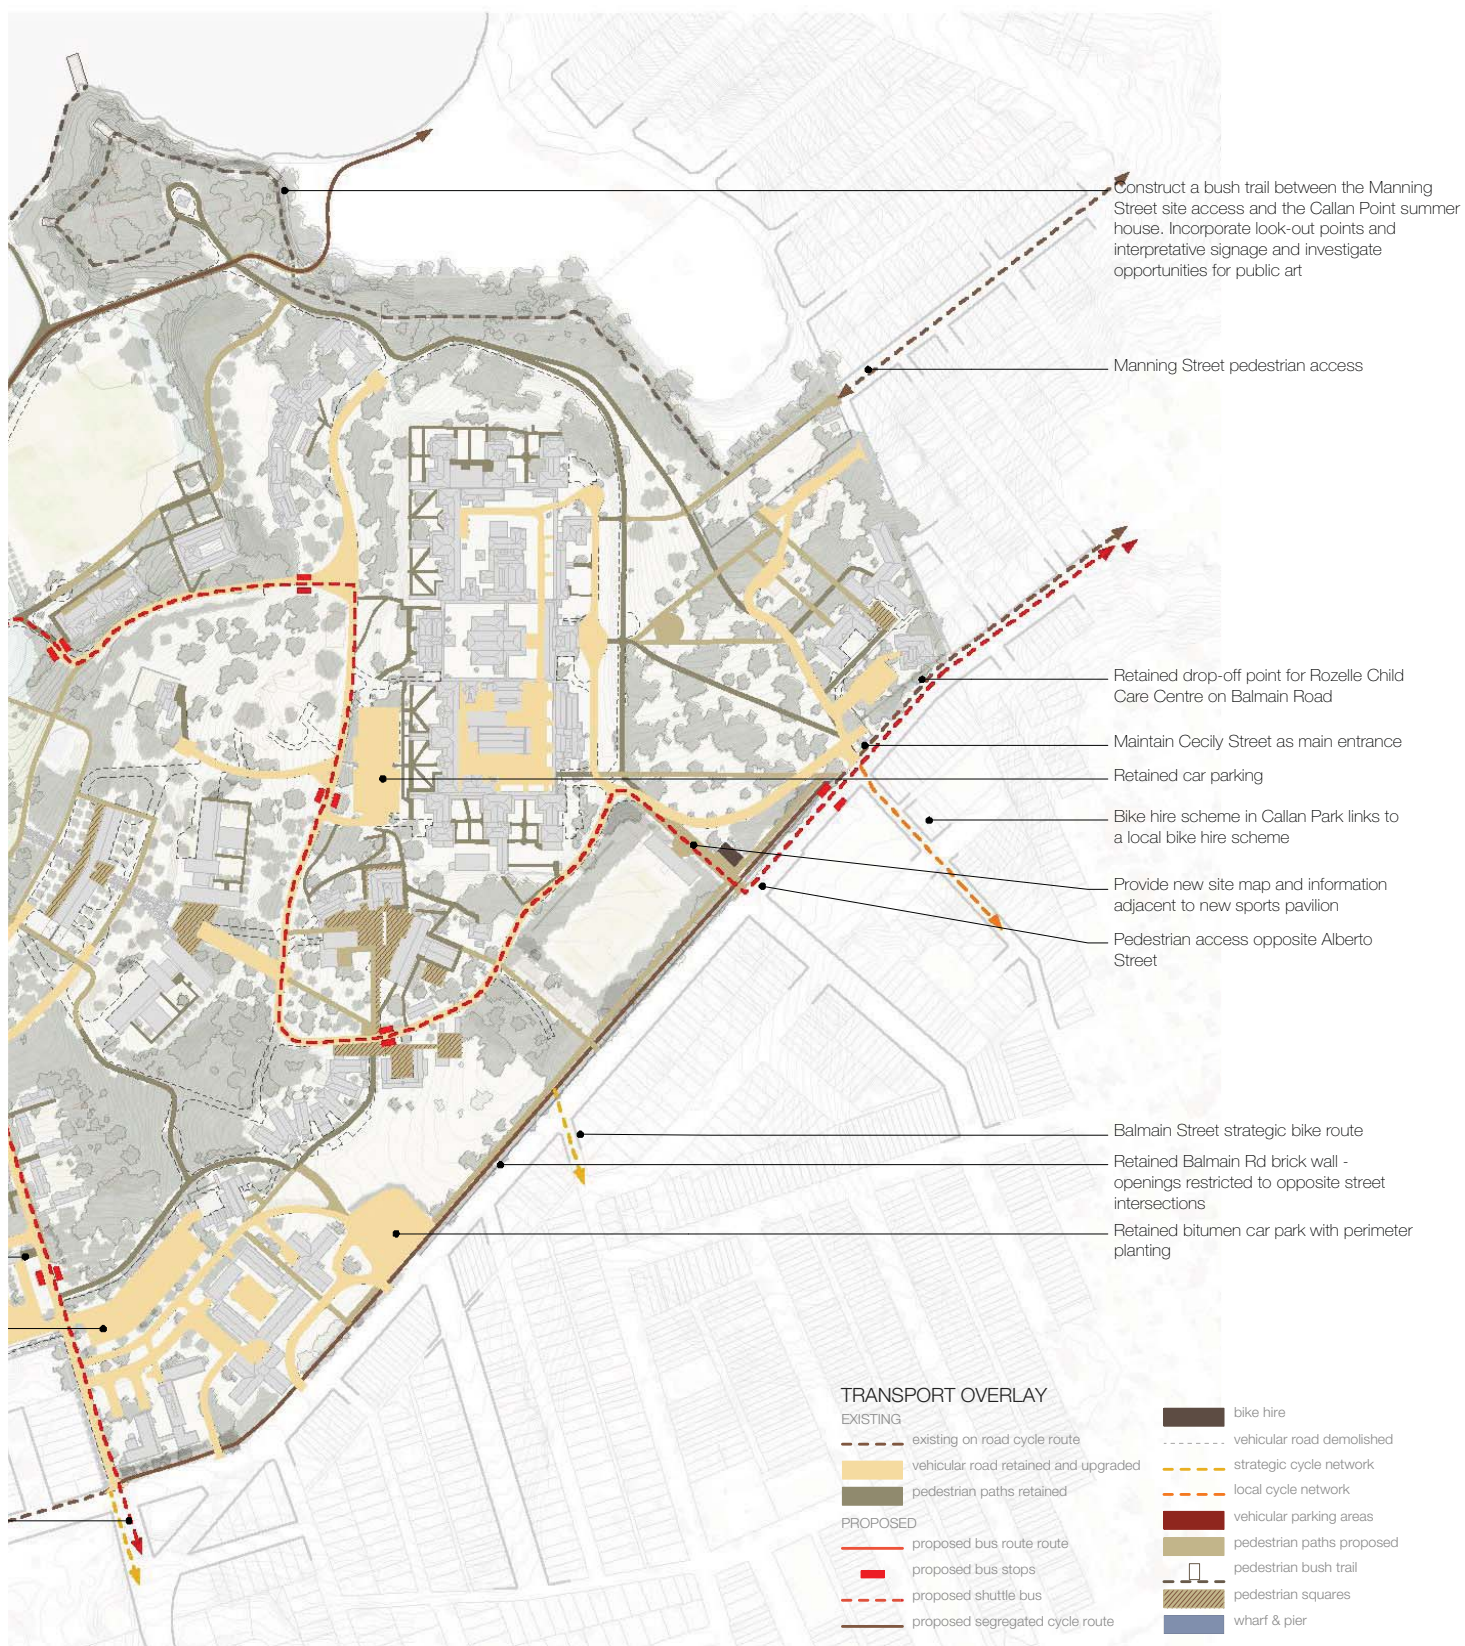 Construct a bush trail between the Manning
Street site access and the Callan Point summer
house. Incorporate look-out points and
interpretative signage and investigate
opportunities for public art
Manning Street pedestrian access
Retained drop-off point for Rozelle Child
Care Centre on Balmain Road
Maintain Cecily Street as main entrance
Retained car parking
Bike hire scheme in Callan Park links to
a local bike hire scheme
Provide new site map and information
adjacent to new sports pavilion
Pedestrian access opposite Alberto
Street
Balmain Street strategic bike route
Retained Balmain Rd brick wall -
openings restricted to opposite street
intersections
Retained bitumen car park with perimeter
planting
TRANSPORT OVERLAY
EXISTING
existing on road cycle route
vehicular road retained and upgraded
pedestrian paths retained
PROPOSED
proposed bus route route
proposed bus stops
proposed shuttle bus
proposed segregated cycle route
bike hire
vehicular road demolished
strategic cycle network
local cycle network
vehicular parking areas
pedestrian paths proposed
pedestrian bush trail
pedestrian squares
wharf & pier